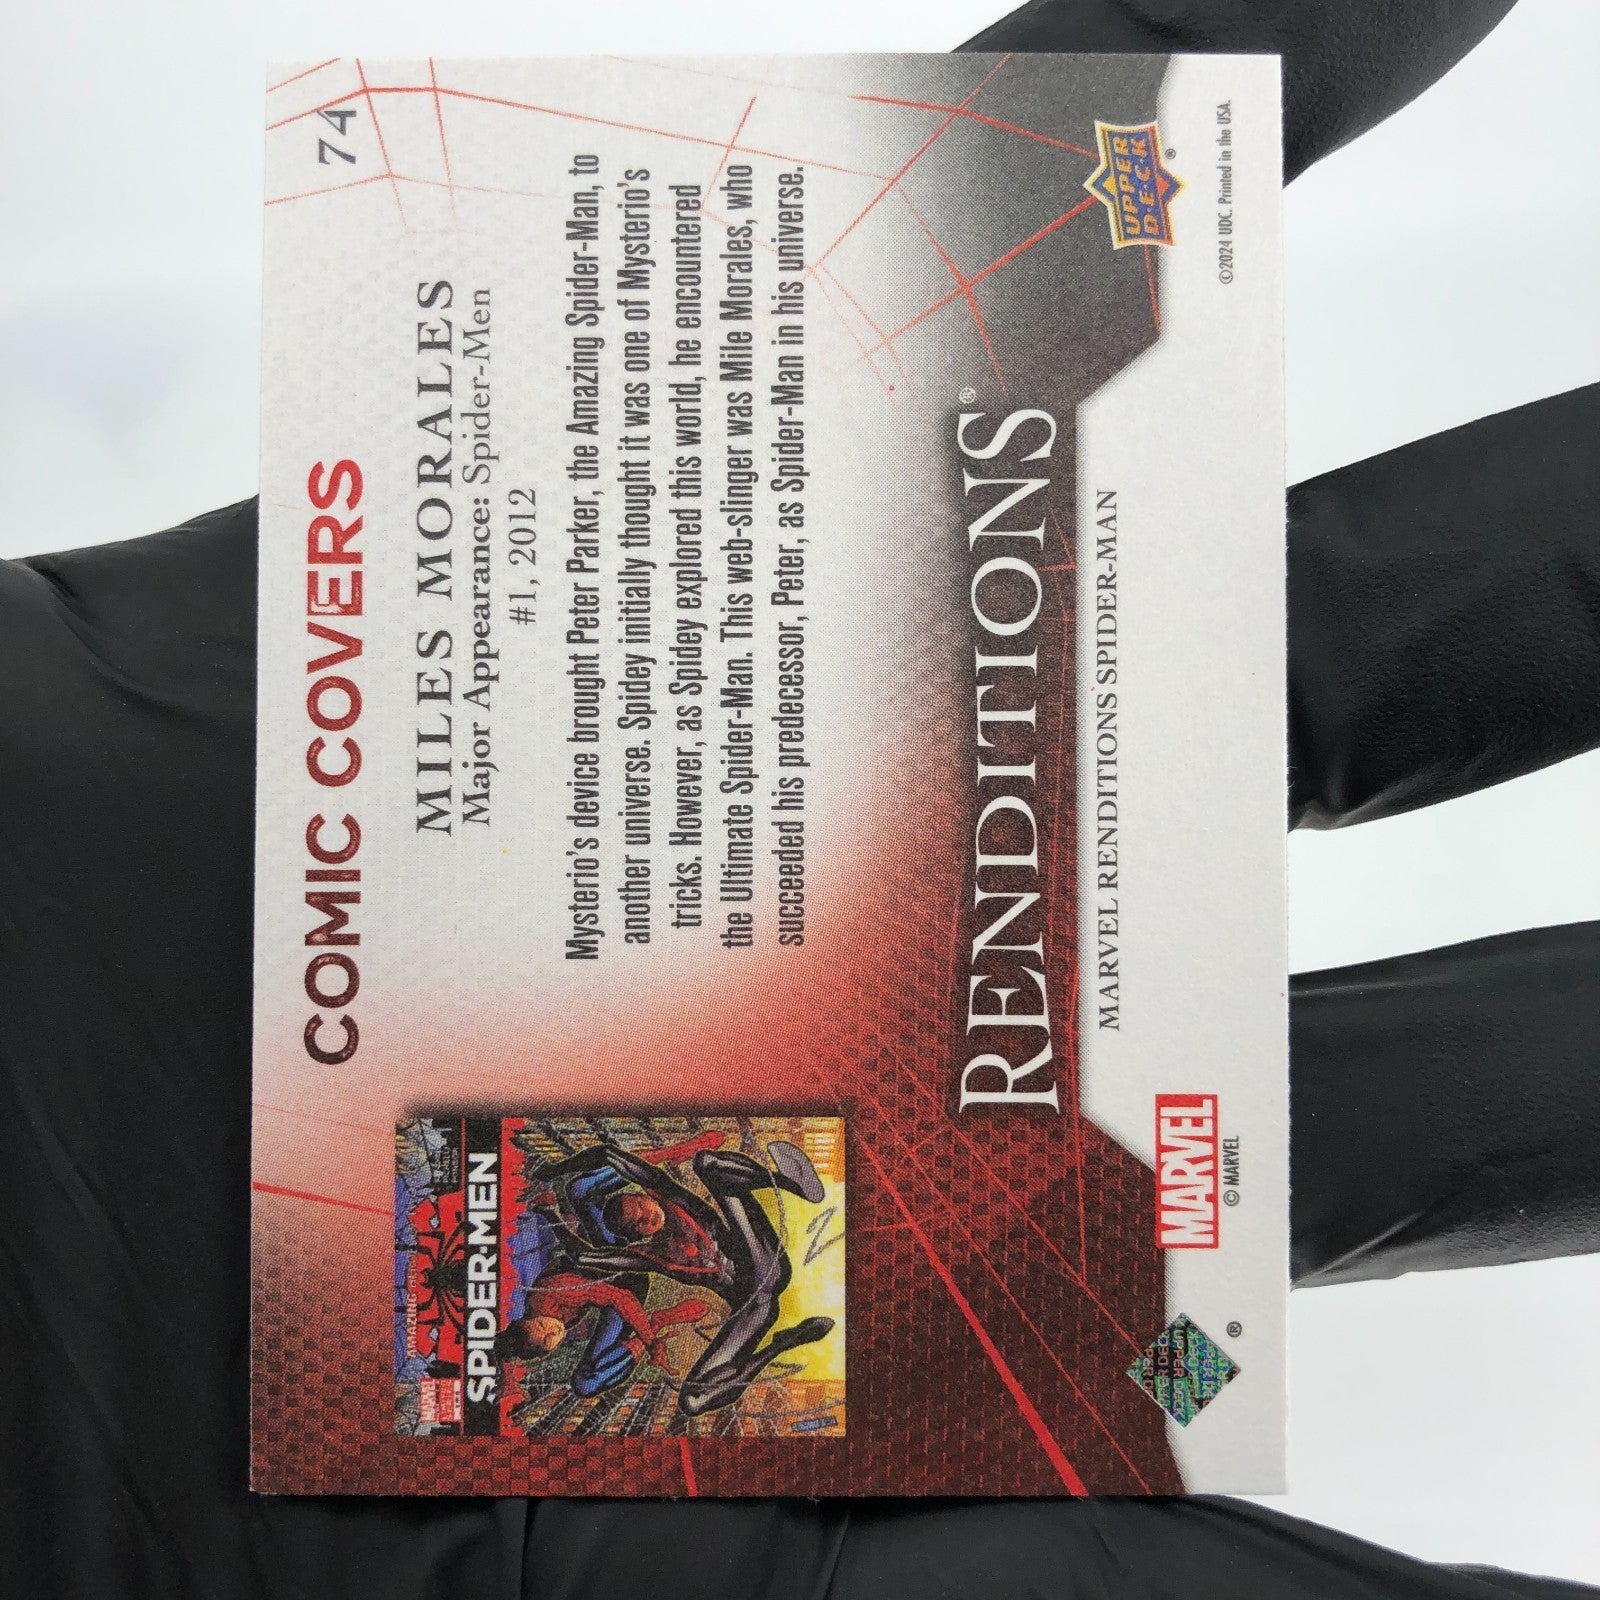 74
COMIC COVERS
MILES MORALES
Major Appearance: Spider-Men
#1, 2012
Mysterio's device brought Peter Parker, the Amazing Spider-Man, to
another universe. Spidey initially thought it was one of Mysterio's
tricks. However, as Spidey explored this world, he encountered
the Ultimate Spider-Man. This web-slinger was Mile Morales, who
succeeded his predecessor, Peter, as Spider-Man in his universe.
AMAZING
MARVEL
SPIDER-MEN
RENDITIONS®
MARVEL RENDITIONS SPIDER-MAN
MARVEL
© MARVEL
UPPER
D·E·C·K
®
©2024 UDC. Printed in the USA.
UPPER DECK
®